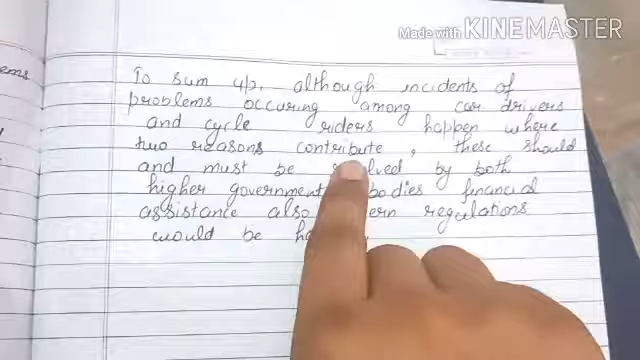 Made with KINEMASTER
ems
To sum up, although incidents of
problems occuring among car drivers
and cycle riders happen where
two reasons contribute, these should
and must be by both
higher government bodies financial
assistance also regulations
would be